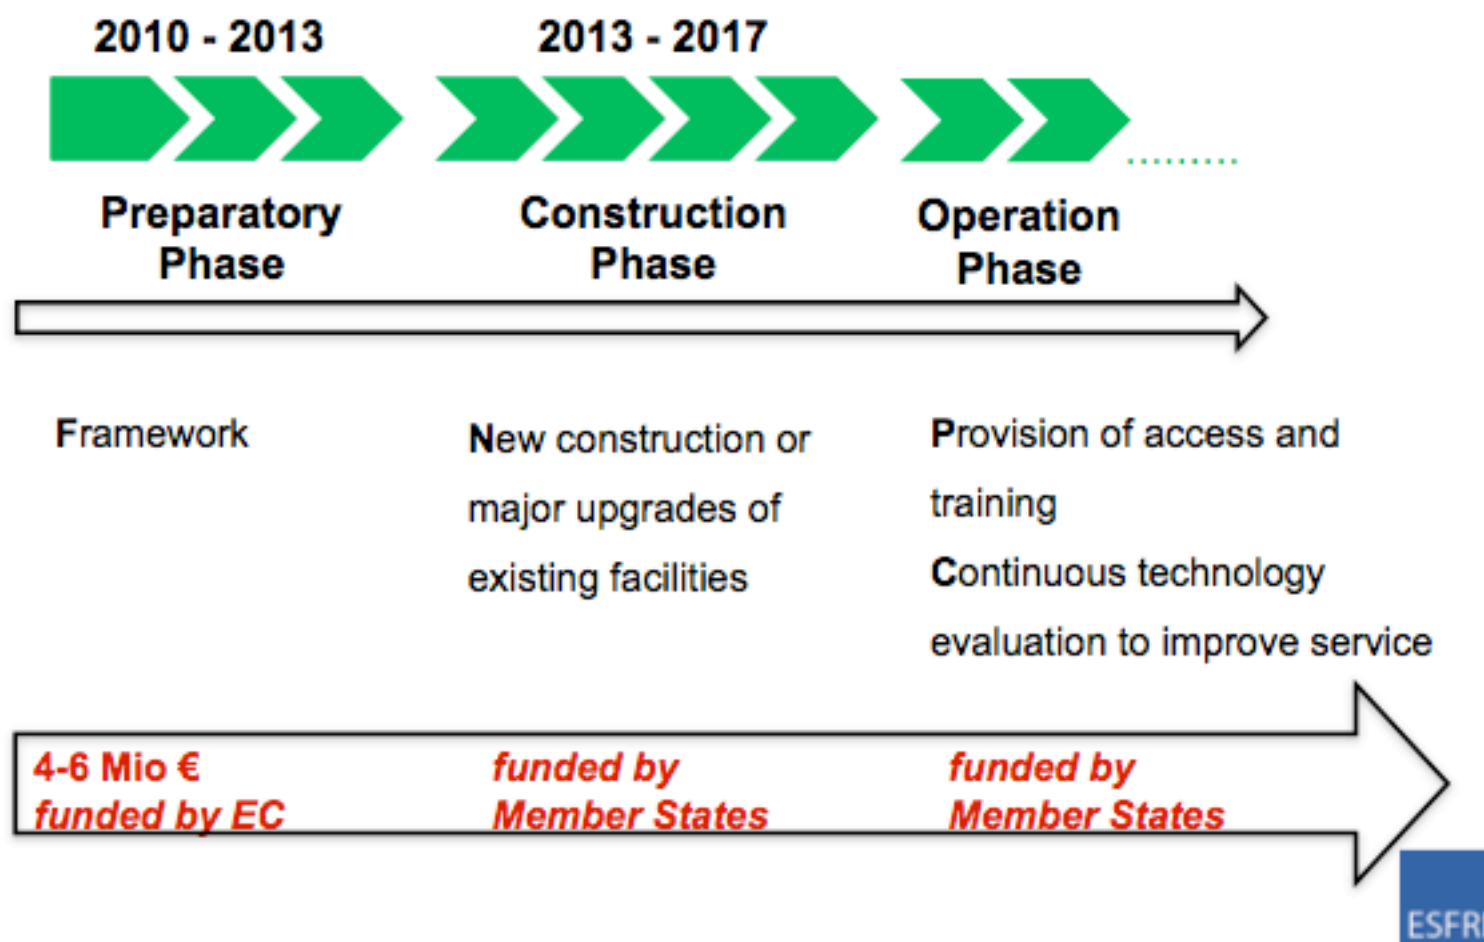 2010 - 2013
2013 - 2017
Preparatory
Phase
Construction
Phase
Operation
Phase
Framework
New construction or
major upgrades of
existing facilities
Provision of access and
training
Continuous technology
evaluation to improve service
4-6 Mio €
funded by EC
funded by
Member States
funded by
Member States
ESFRI